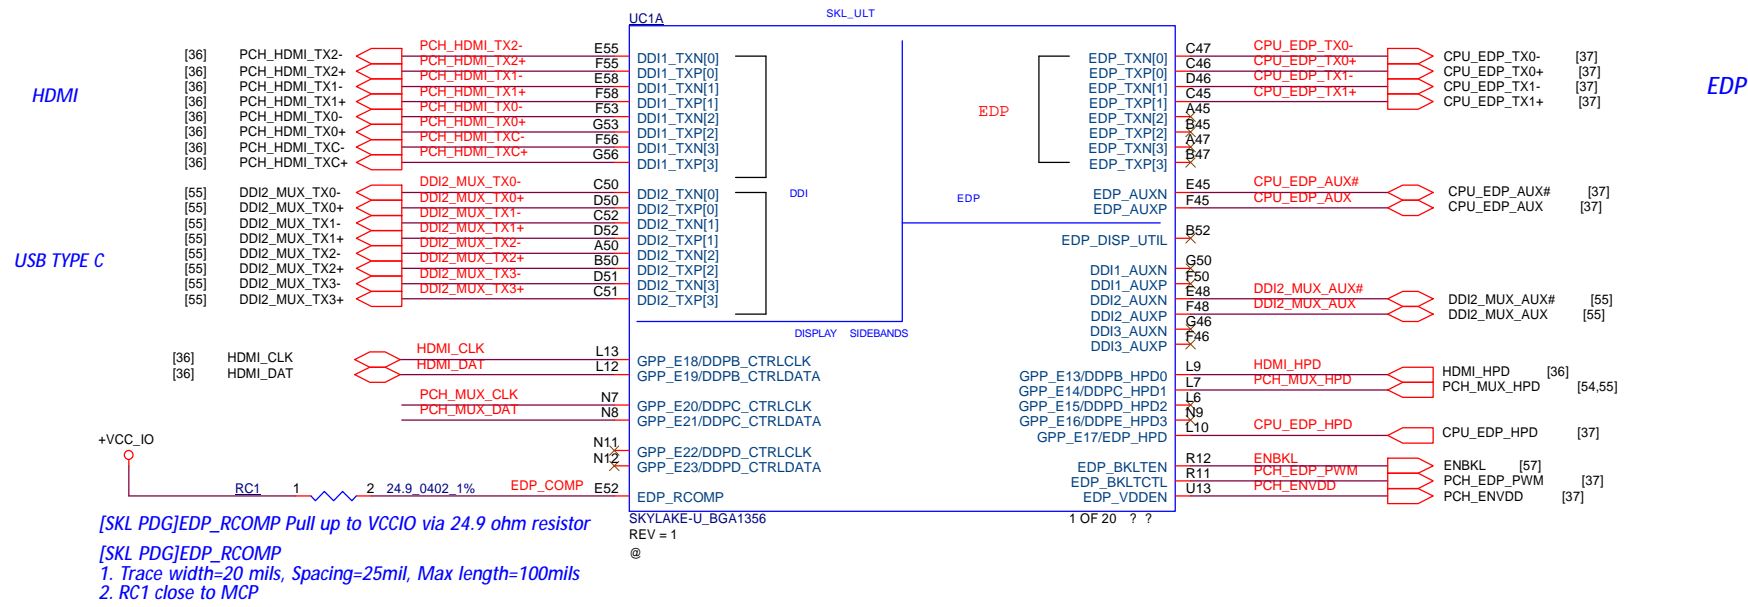 UC1A SKL_ULT
HDMI
[36] PCH_HDMI_TX2- PCH_HDMI_TX2- E55 DDI1_TXN[0]
[36] PCH_HDMI_TX2+ PCH_HDMI_TX2+ F55 DDI1_TXP[0]
[36] PCH_HDMI_TX1- PCH_HDMI_TX1- E58 DDI1_TXN[1]
[36] PCH_HDMI_TX1+ PCH_HDMI_TX1+ F58 DDI1_TXP[1]
[36] PCH_HDMI_TX0- PCH_HDMI_TX0- F53 DDI1_TXN[2]
[36] PCH_HDMI_TX0+ PCH_HDMI_TX0+ G53 DDI1_TXP[2]
[36] PCH_HDMI_TXC- PCH_HDMI_TXC- F56 DDI1_TXN[3]
[36] PCH_HDMI_TXC+ PCH_HDMI_TXC+ G56 DDI1_TXP[3]
USB TYPE C
[55] DDI2_MUX_TX0- DDI2_MUX_TX0- C50 DDI2_TXN[0]
[55] DDI2_MUX_TX0+ DDI2_MUX_TX0+ D50 DDI2_TXP[0]
[55] DDI2_MUX_TX1- DDI2_MUX_TX1- C52 DDI2_TXN[1]
[55] DDI2_MUX_TX1+ DDI2_MUX_TX1+ D52 DDI2_TXP[1]
[55] DDI2_MUX_TX2- DDI2_MUX_TX2- A50 DDI2_TXN[2]
[55] DDI2_MUX_TX2+ DDI2_MUX_TX2+ B50 DDI2_TXP[2]
[55] DDI2_MUX_TX3- DDI2_MUX_TX3- D51 DDI2_TXN[3]
[55] DDI2_MUX_TX3+ DDI2_MUX_TX3+ C51 DDI2_TXP[3]
DDI
EDP
EDP
DISPLAY SIDEBANDS
[36] HDMI_CLK HDMI_CLK L13 GPP_E18/DDPB_CTRLCLK
[36] HDMI_DAT HDMI_DAT L12 GPP_E19/DDPB_CTRLDATA
PCH_MUX_CLK N7 GPP_E20/DDPC_CTRLCLK
PCH_MUX_DAT N8 GPP_E21/DDPC_CTRLDATA
N11 GPP_E22/DDPD_CTRLCLK
N12 GPP_E23/DDPD_CTRLDATA
+VCC_IO
RC1 1 2 24.9_0402_1% EDP_COMP E52 EDP_RCOMP
EDP_TXN[0] C47 CPU_EDP_TX0- CPU_EDP_TX0- [37]
EDP_TXP[0] C46 CPU_EDP_TX0+ CPU_EDP_TX0+ [37]
EDP_TXN[1] D46 CPU_EDP_TX1- CPU_EDP_TX1- [37]
EDP_TXP[1] C45 CPU_EDP_TX1+ CPU_EDP_TX1+ [37]
EDP_TXN[2] A45
EDP_TXP[2] B45
EDP_TXN[3] A47
EDP_TXP[3] B47
EDP
EDP_AUXN E45 CPU_EDP_AUX# CPU_EDP_AUX# [37]
EDP_AUXP F45 CPU_EDP_AUX CPU_EDP_AUX [37]
EDP_DISP_UTIL B52
DDI1_AUXN G50
DDI1_AUXP F50
DDI2_AUXN E48 DDI2_MUX_AUX# DDI2_MUX_AUX# [55]
DDI2_AUXP F48 DDI2_MUX_AUX DDI2_MUX_AUX [55]
DDI3_AUXN G46
DDI3_AUXP F46
GPP_E13/DDPB_HPD0 L9 HDMI_HPD HDMI_HPD [36]
GPP_E14/DDPC_HPD1 L7 PCH_MUX_HPD PCH_MUX_HPD [54,55]
GPP_E15/DDPD_HPD2 L6
GPP_E16/DDPE_HPD3 N9
GPP_E17/EDP_HPD L10 CPU_EDP_HPD CPU_EDP_HPD [37]
EDP_BKLTEN R12 ENBKL ENBKL [57]
EDP_BKLTCTL R11 PCH_EDP_PWM PCH_EDP_PWM [37]
EDP_VDDEN U13 PCH_ENVDD PCH_ENVDD [37]
SKYLAKE-U_BGA1356 1 OF 20 ? ?
REV = 1
@
[SKL PDG]EDP_RCOMP Pull up to VCCIO via 24.9 ohm resistor
[SKL PDG]EDP_RCOMP
1. Trace width=20 mils, Spacing=25mil, Max length=100mils
2. RC1 close to MCP